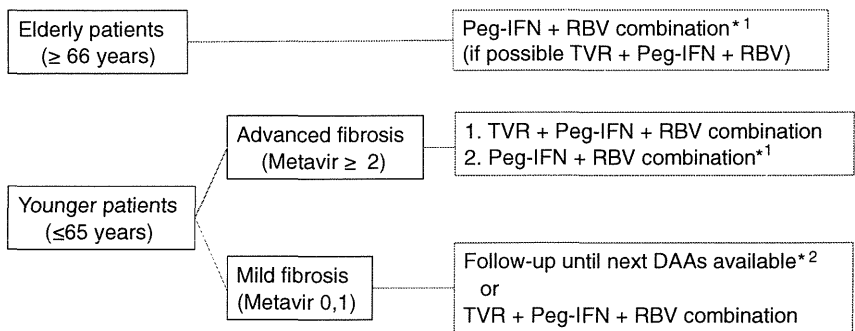 Elderly patients
(≥ 66 years)
Peg-IFN + RBV combination*1
(if possible TVR + Peg-IFN + RBV)
Younger patients
(≤65 years)
Advanced fibrosis
(Metavir ≥ 2)
1. TVR + Peg-IFN + RBV combination
2. Peg-IFN + RBV combination*1
Mild fibrosis
(Metavir 0,1)
Follow-up until next DAAs available*2
or
TVR + Peg-IFN + RBV combination